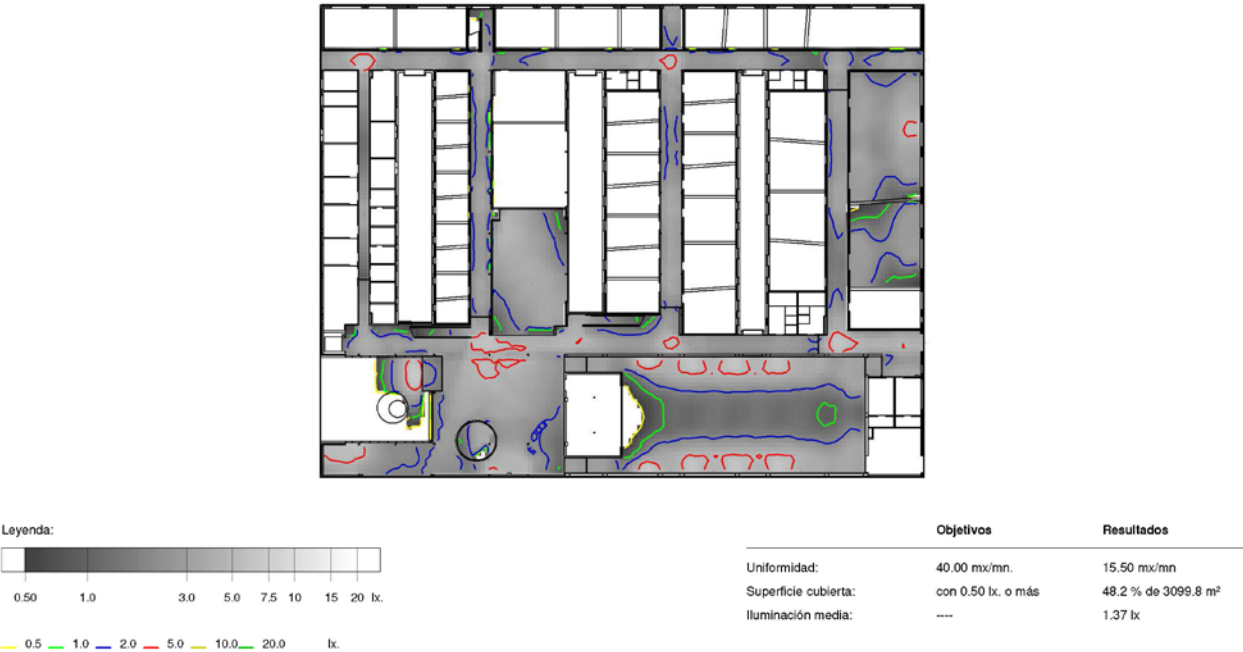 Leyenda:
0.50 1.0 3.0 5.0 7.5 10 15 20 lx.
0.5 1.0 2.0 5.0 10.0 20.0 lx.
Objetivos Resultados
Uniformidad: 40.00 mx/mn. 15.50 mx/mn
Superficie cubierta: con 0.50 lx. o más 48.2 % de 3099.8 m²
Iluminación media: ---- 1.37 lx